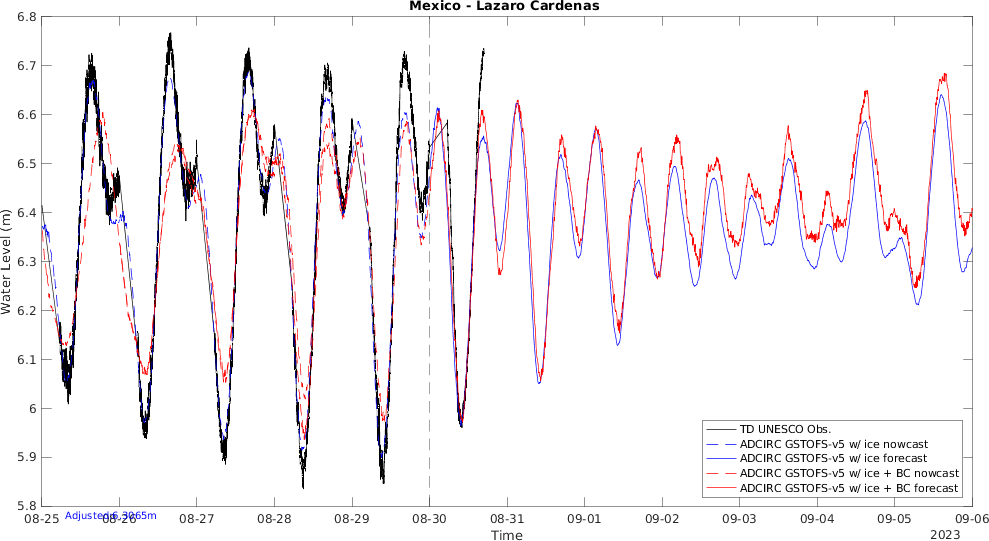 Mexico - Lazaro Cardenas
6.8
6.7
6.6
6.5
6.4
6.3
6.2
6.1
6
5.9
5.8
Water Level (m)
TD UNESCO Obs.
ADCIRC GSTOFS-v5 w/ ice nowcast
ADCIRC GSTOFS-v5 w/ ice forecast
ADCIRC GSTOFS-v5 w/ ice + BC nowcast
ADCIRC GSTOFS-v5 w/ ice + BC forecast
08-25 08-26 08-27 08-28 08-29 08-30 08-31 09-01 09-02 09-03 09-04 09-05 09-06
Adjusted 6.3065m
Time
2023